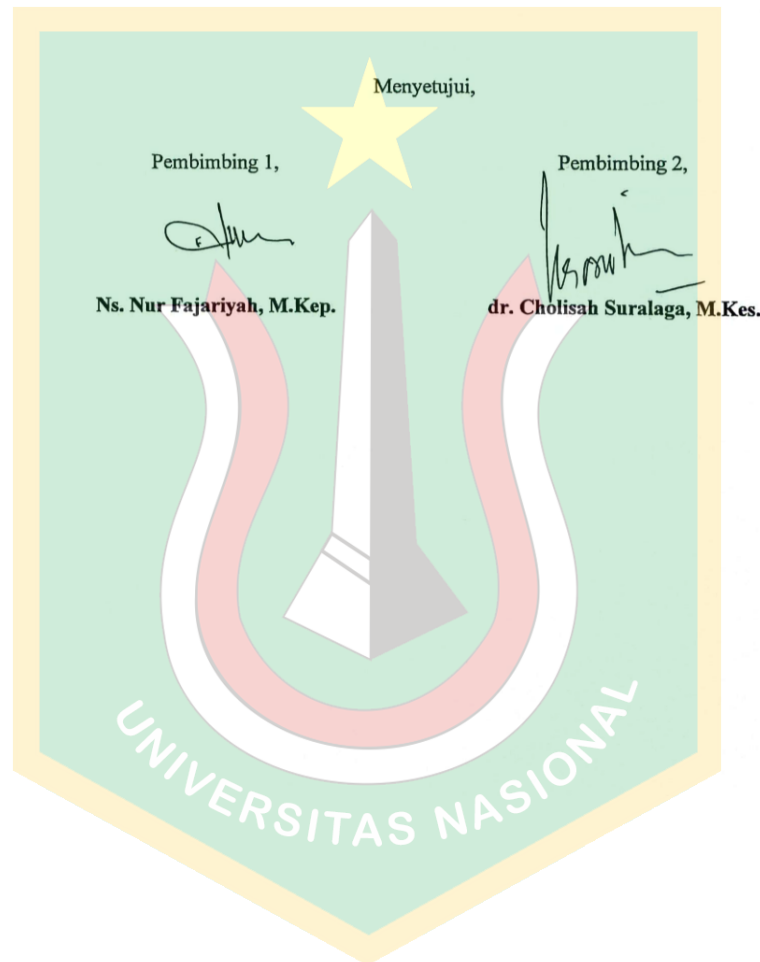 Menyetujui,
Pembimbing 1,
Pembimbing 2,
Ns. Nur Fajariyah, M.Kep.
dr. Cholisah Suralaga, M.Kes.
UNIVERSITAS NASIONAL